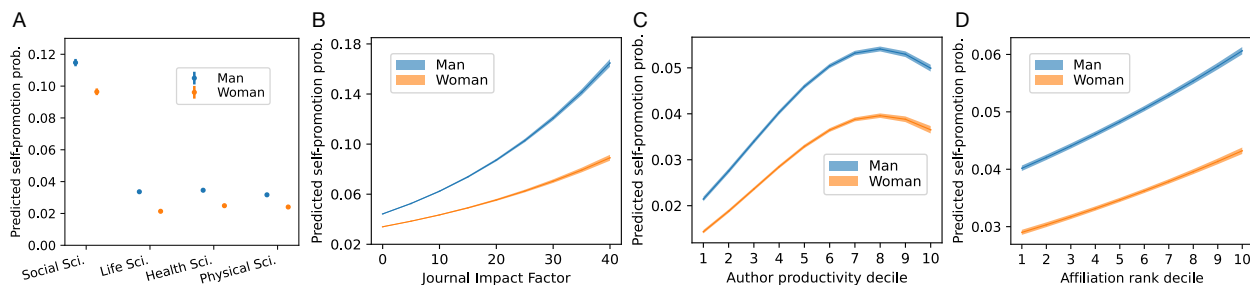 A
Predicted self-promotion prob.
0.12
0.10
0.08
0.06
0.04
0.02
0.00
Man
Woman
Social Sci.
Life Sci.
Health Sci.
Physical Sci.
B
Predicted self-promotion prob.
0.18
0.14
0.10
0.06
0.02
Man
Woman
0 10 20 30 40
Journal Impact Factor
C
Predicted self-promotion prob.
0.05
0.04
0.03
0.02
Man
Woman
1 2 3 4 5 6 7 8 9 10
Author productivity decile
D
Predicted self-promotion prob.
0.06
0.05
0.04
0.03
Man
Woman
1 2 3 4 5 6 7 8 9 10
Affiliation rank decile